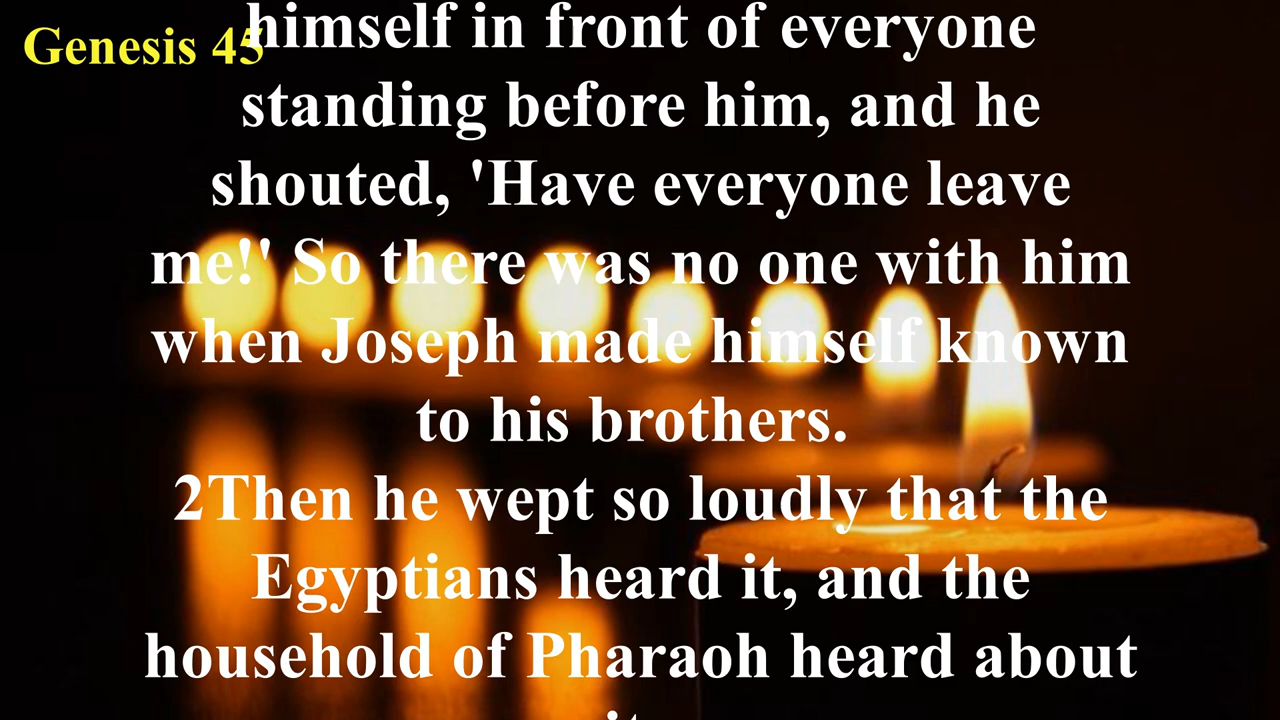 Genesis 45
himself in front of everyone
standing before him, and he
shouted, 'Have everyone leave
me!' So there was no one with him
when Joseph made himself known
to his brothers.
2Then he wept so loudly that the
Egyptians heard it, and the
household of Pharaoh heard about
it